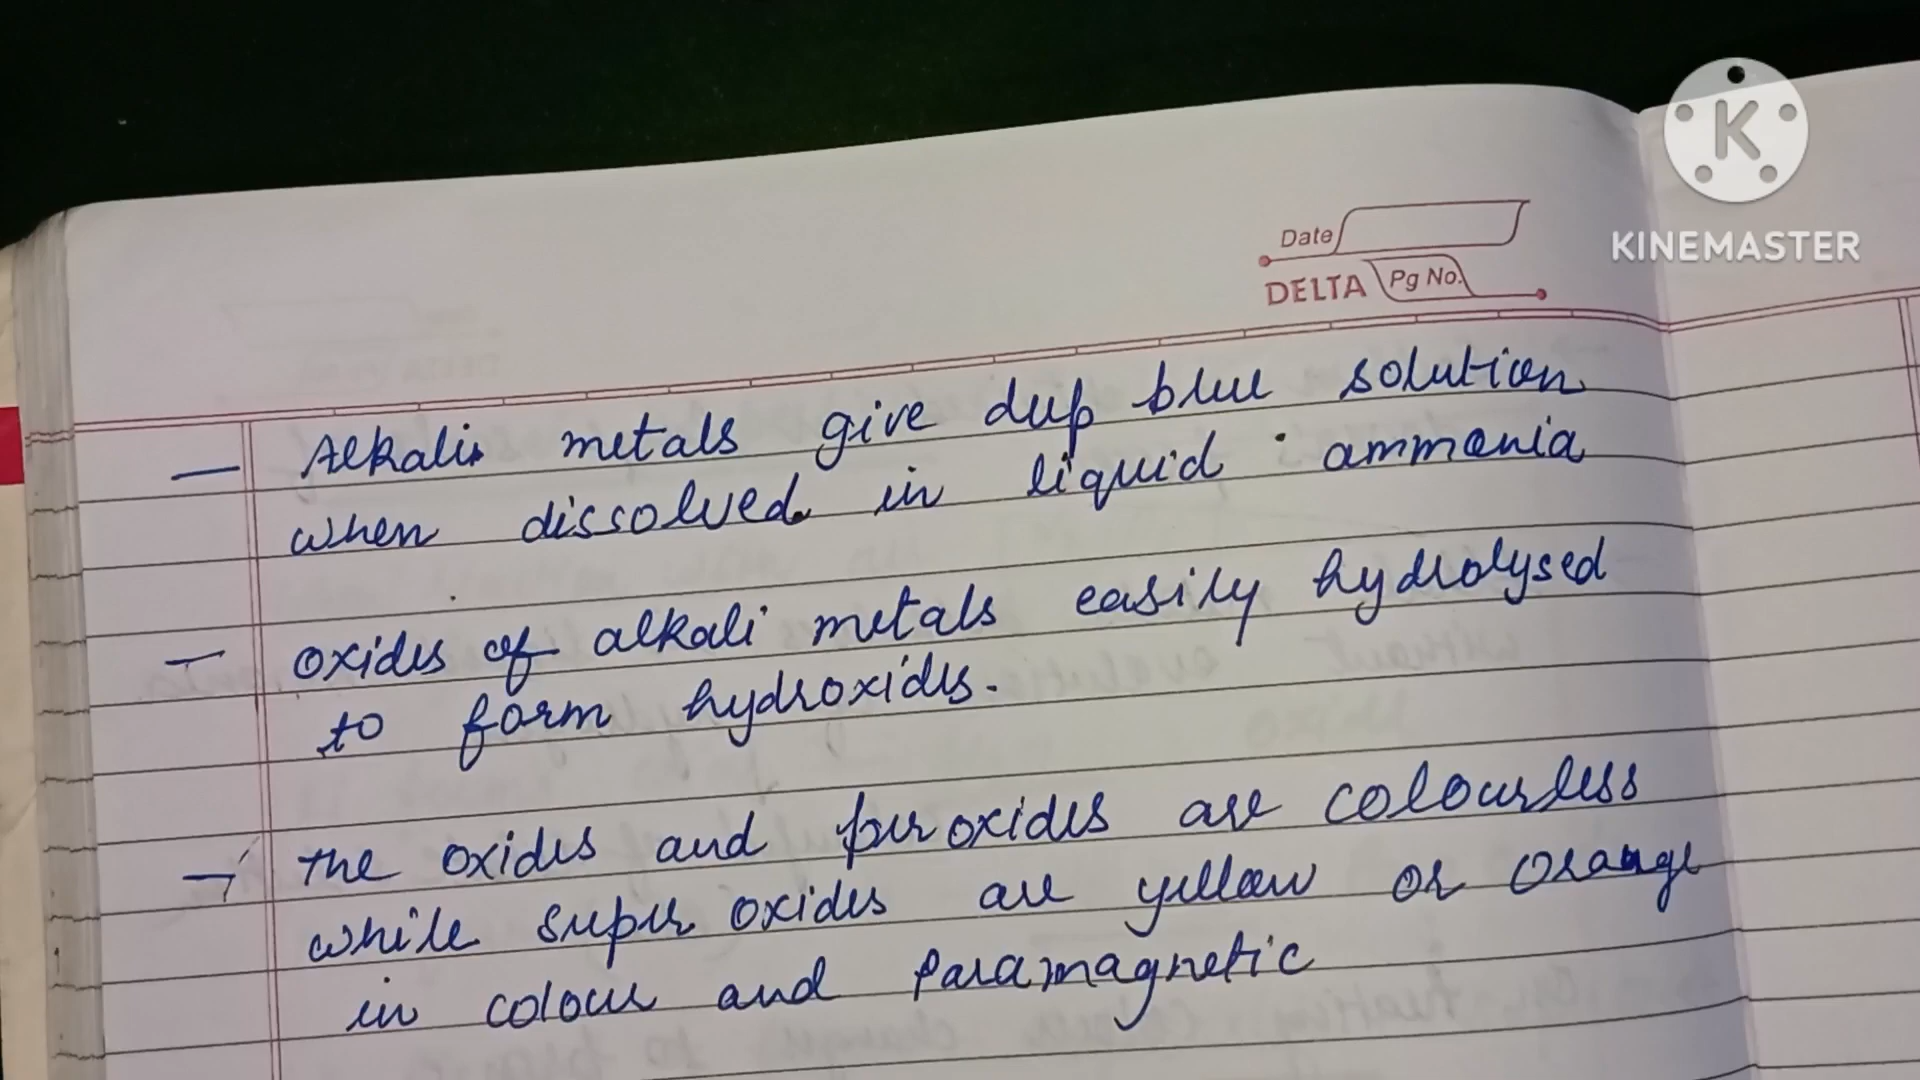 KINEMASTER
Date
DELTA Pg No.
— Alkali metals give deep blue solution
when dissolved in liquid ammonia
— oxides of alkali metals easily hydrolysed
to form hydroxides.
— the oxides and peroxides are colourless
while super oxides are yellow or orange
in colour and paramagnetic